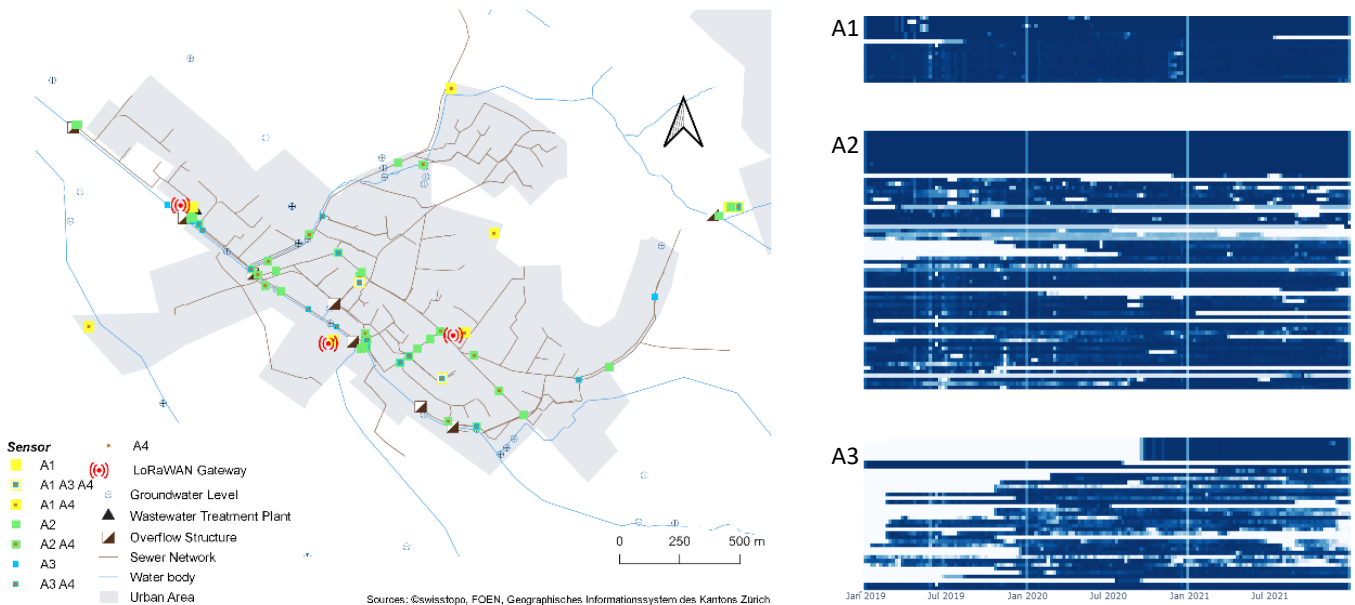 A1
A2
A3
Sensor
A1
A1 A3 A4
A1 A4
A2
A2 A4
A3
A3 A4
A4
LoRaWAN Gateway
Groundwater Level
Wastewater Treatment Plant
Overflow Structure
Sewer Network
Water body
Urban Area
0 250 500 m
Sources: ©swisstopo, FOEN, Geographisches Informationssystem des Kantons Zürich
Jan 2019 Jul 2019 Jan 2020 Jul 2020 Jan 2021 Jul 2021